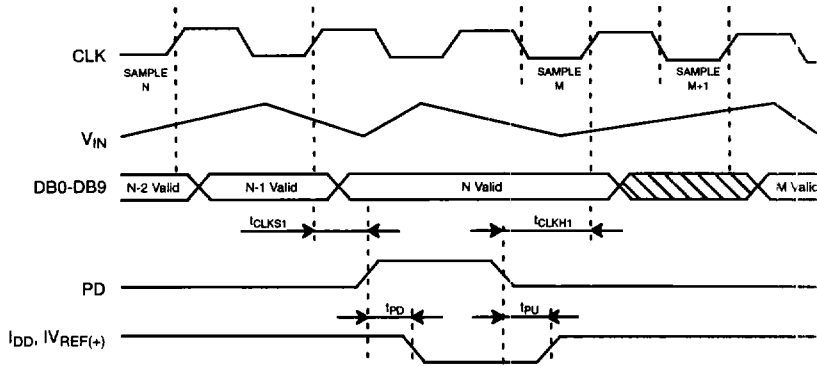 CLK
SAMPLE
N
SAMPLE
M
SAMPLE
M+1
VIN
DB0-DB9
N-2 Valid
N-1 Valid
N Valid
M Valid
tCLKS1
tCLKH1
PD
tPD
tPU
IDD, IVREF(+)